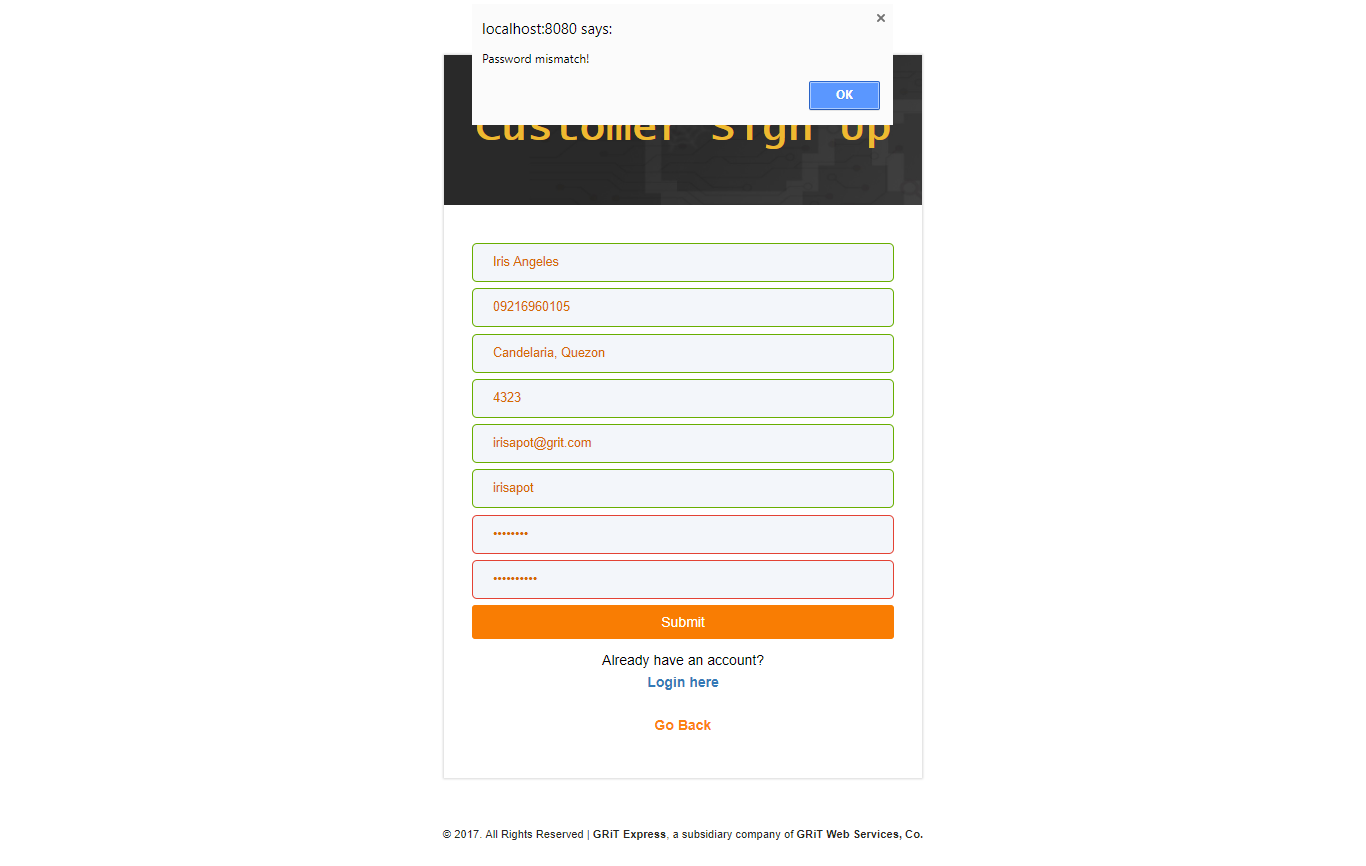 localhost:8080 says:
Password mismatch!
OK
Customer Sign Up
Iris Angeles
09216960105
Candelaria, Quezon
4323
irisapot@grit.com
irisapot
••••••••
••••••••••
Submit
Already have an account?
Login here
Go Back
© 2017. All Rights Reserved | GRiT Express, a subsidiary company of GRiT Web Services, Co.